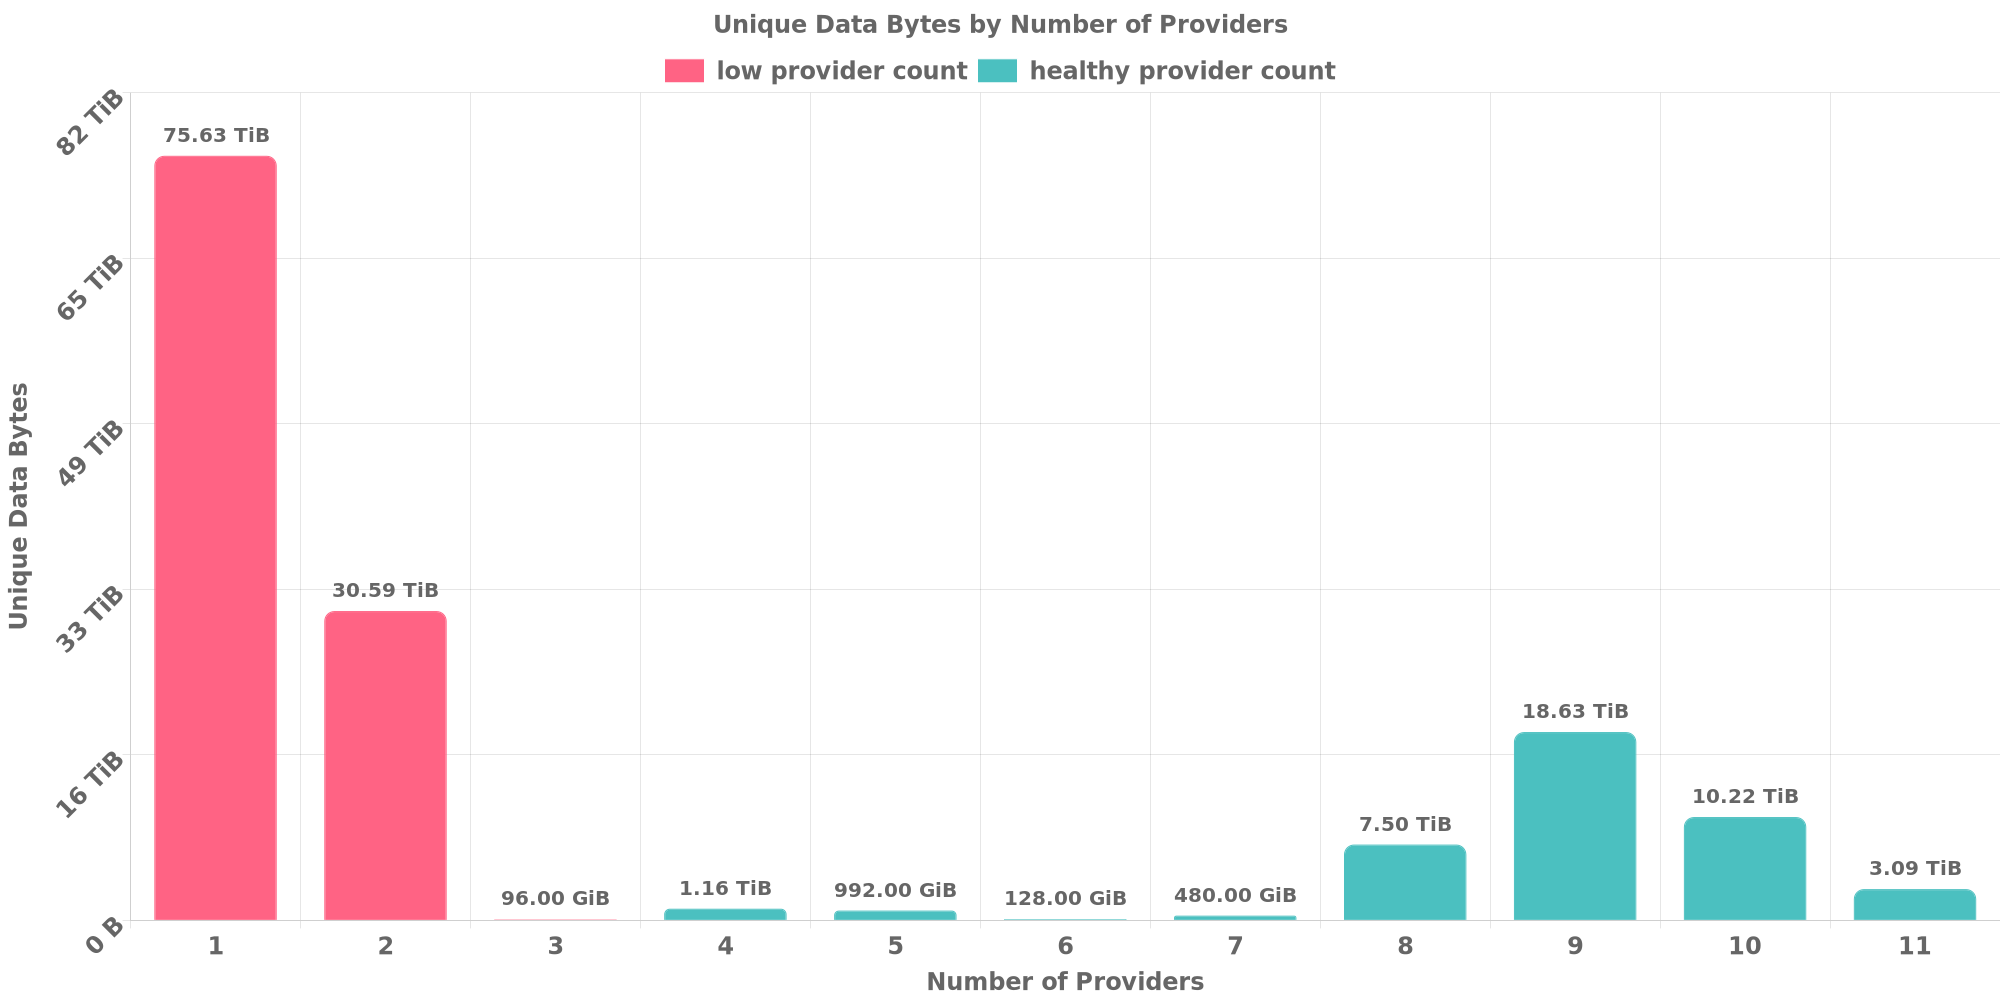 Unique Data Bytes by Number of Providers
low provider count healthy provider count
82 TiB
65 TiB
49 TiB
33 TiB
16 TiB
0 B
Unique Data Bytes
75.63 TiB
30.59 TiB
96.00 GiB
1.16 TiB
992.00 GiB
128.00 GiB
480.00 GiB
7.50 TiB
18.63 TiB
10.22 TiB
3.09 TiB
1 2 3 4 5 6 7 8 9 10 11
Number of Providers